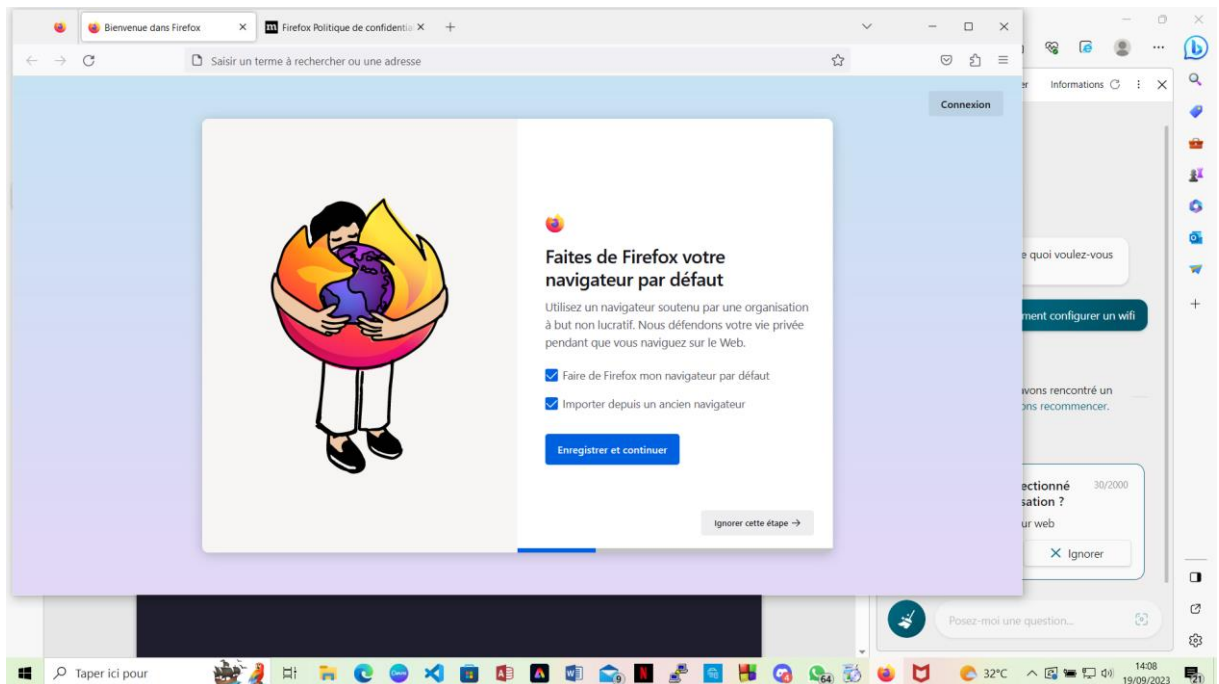 Bienvenue dans Firefox
Firefox Politique de confidentia
Saisir un terme à rechercher ou une adresse
Informations
Connexion
Faites de Firefox votre
navigateur par défaut
Utilisez un navigateur soutenu par une organisation
à but non lucratif. Nous défendons votre vie privée
pendant que vous naviguez sur le Web.
Faire de Firefox mon navigateur par défaut
Importer depuis un ancien navigateur
Enregistrer et continuer
Ignorer cette étape →
e quoi voulez-vous
ment configurer un wifi
avons rencontré un
ons recommencer.
ectionné 30/2000
sation ?
ur web
Ignorer
Posez-moi une question...
Taper ici pour
64
32°C
14:08
19/09/2023
21